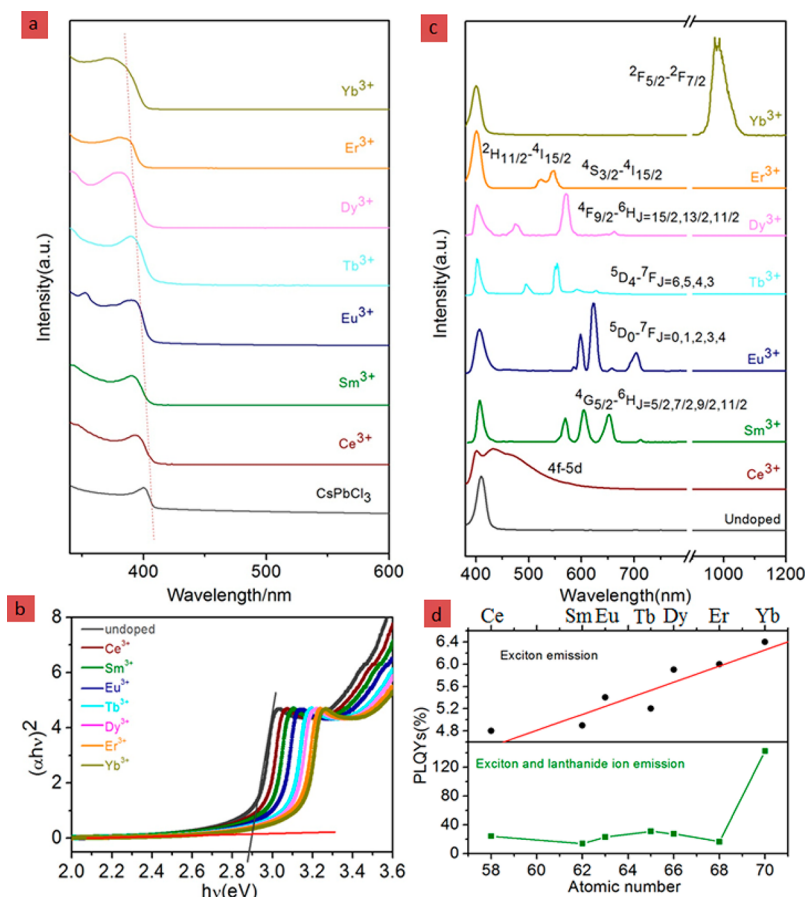 a
Yb3+
Er3+
Dy3+
Tb3+
Eu3+
Sm3+
Ce3+
CsPbCl3
Intensity(a.u.)
400
500
600
Wavelength/nm
c
2F5/2-2F7/2
Yb3+
2H11/2-4I15/2
4S3/2-4I15/2
Er3+
4F9/2-6HJ=15/2,13/2,11/2
Dy3+
5D4-7FJ=6,5,4,3
Tb3+
5D0-7FJ=0,1,2,3,4
Eu3+
4G5/2-6HJ=5/2,7/2,9/2,11/2
Sm3+
4f-5d
Ce3+
Undoped
Intensity(a.u.)
400 500 600 700 1000 1200
Wavelength(nm)
b
undoped
Ce3+
Sm3+
Eu3+
Tb3+
Dy3+
Er3+
Yb3+
(αhν)2
8
6
4
2
0
2.0 2.2 2.4 2.6 2.8 3.0 3.2 3.4 3.6
hν(eV)
d
Ce Sm Eu Tb Dy Er Yb
Exciton emission
6.4
6.0
5.2
4.8
PLQYs(%)
Exciton and lanthanide ion emission
120
80
40
0
58 60 62 64 66 68 70
Atomic number